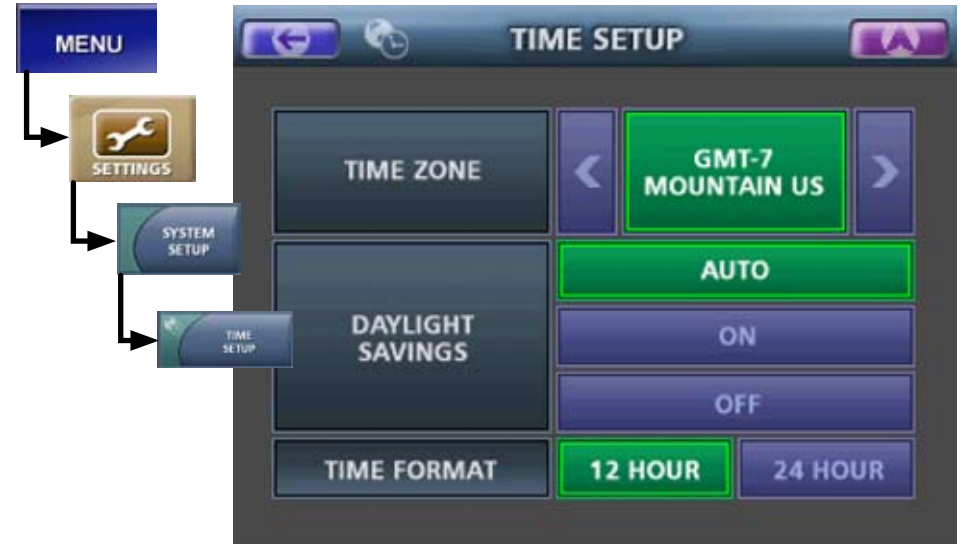 MENU
SETTINGS
SYSTEM
SETUP
TIME
SETUP
TIME SETUP
TIME ZONE
GMT-7
MOUNTAIN US
DAYLIGHT
SAVINGS
AUTO
ON
OFF
TIME FORMAT
12 HOUR
24 HOUR